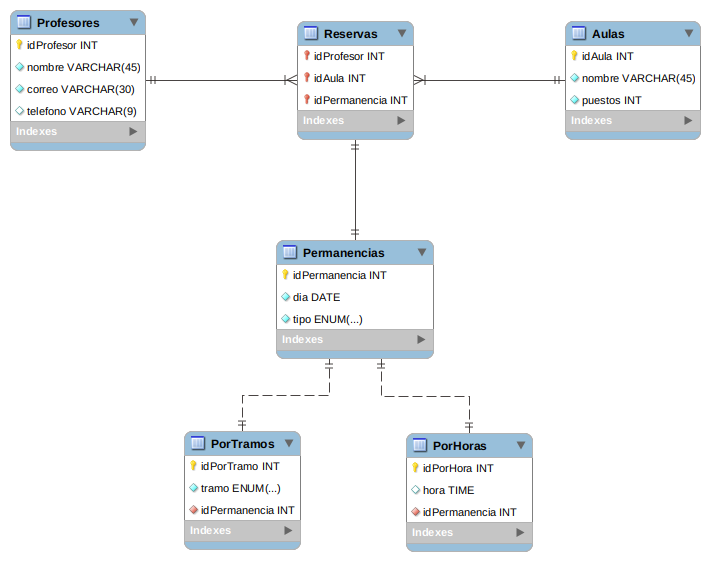 Profesores
idProfesor INT
nombre VARCHAR(45)
correo VARCHAR(30)
telefono VARCHAR(9)
Indexes
Reservas
idProfesor INT
idAula INT
idPermanencia INT
Indexes
Aulas
idAula INT
nombre VARCHAR(45)
puestos INT
Indexes
Permanencias
idPermanencia INT
dia DATE
tipo ENUM(...)
Indexes
PorTramos
idPorTramo INT
tramo ENUM(...)
idPermanencia INT
Indexes
PorHoras
idPorHora INT
hora TIME
idPermanencia INT
Indexes